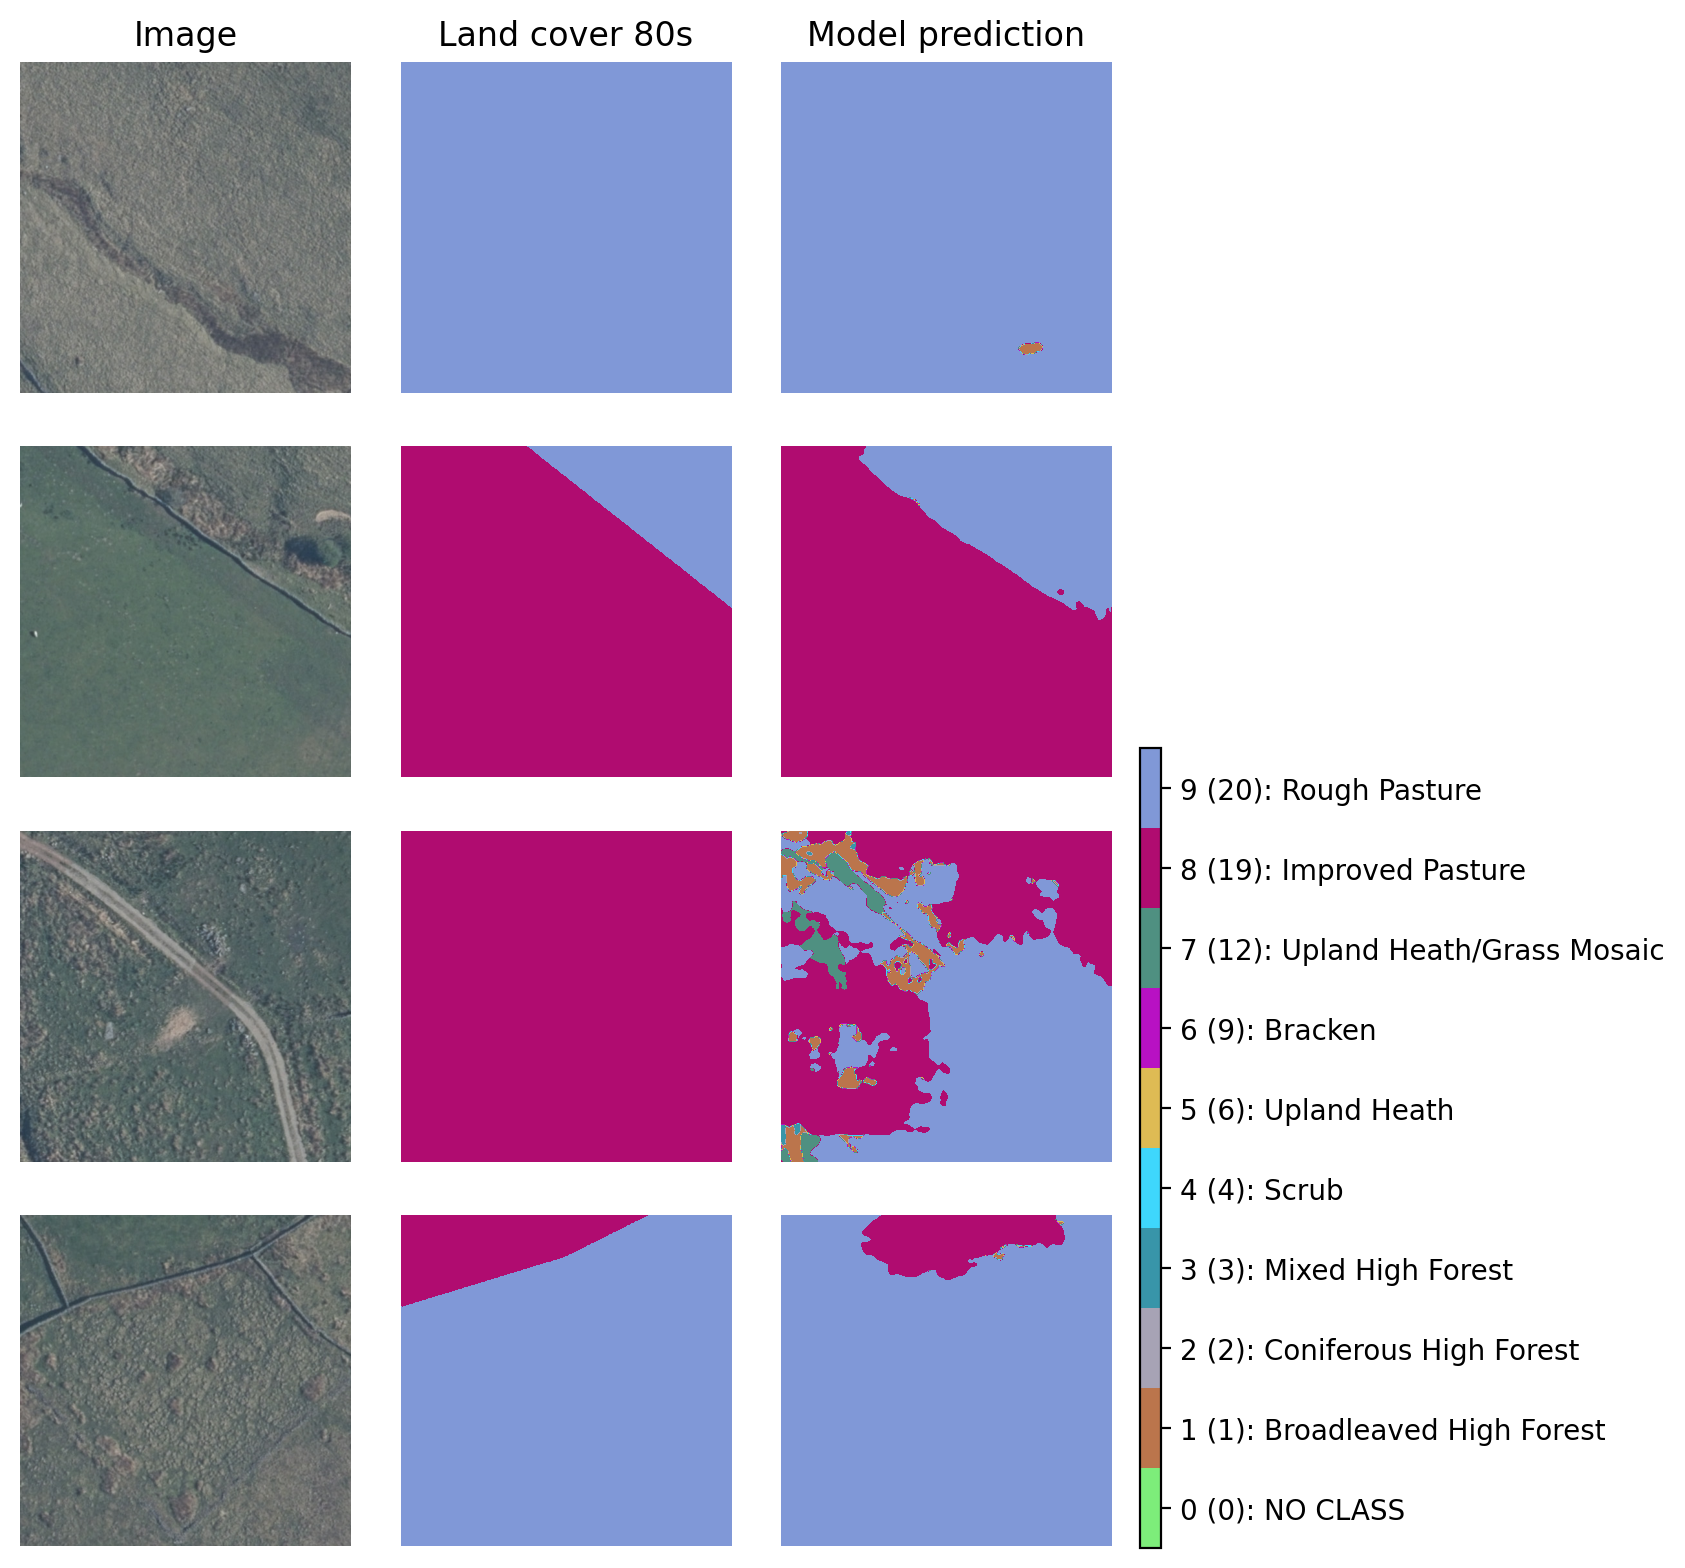 Image
Land cover 80s
Model prediction
9 (20): Rough Pasture
8 (19): Improved Pasture
7 (12): Upland Heath/Grass Mosaic
6 (9): Bracken
5 (6): Upland Heath
4 (4): Scrub
3 (3): Mixed High Forest
2 (2): Coniferous High Forest
1 (1): Broadleaved High Forest
0 (0): NO CLASS